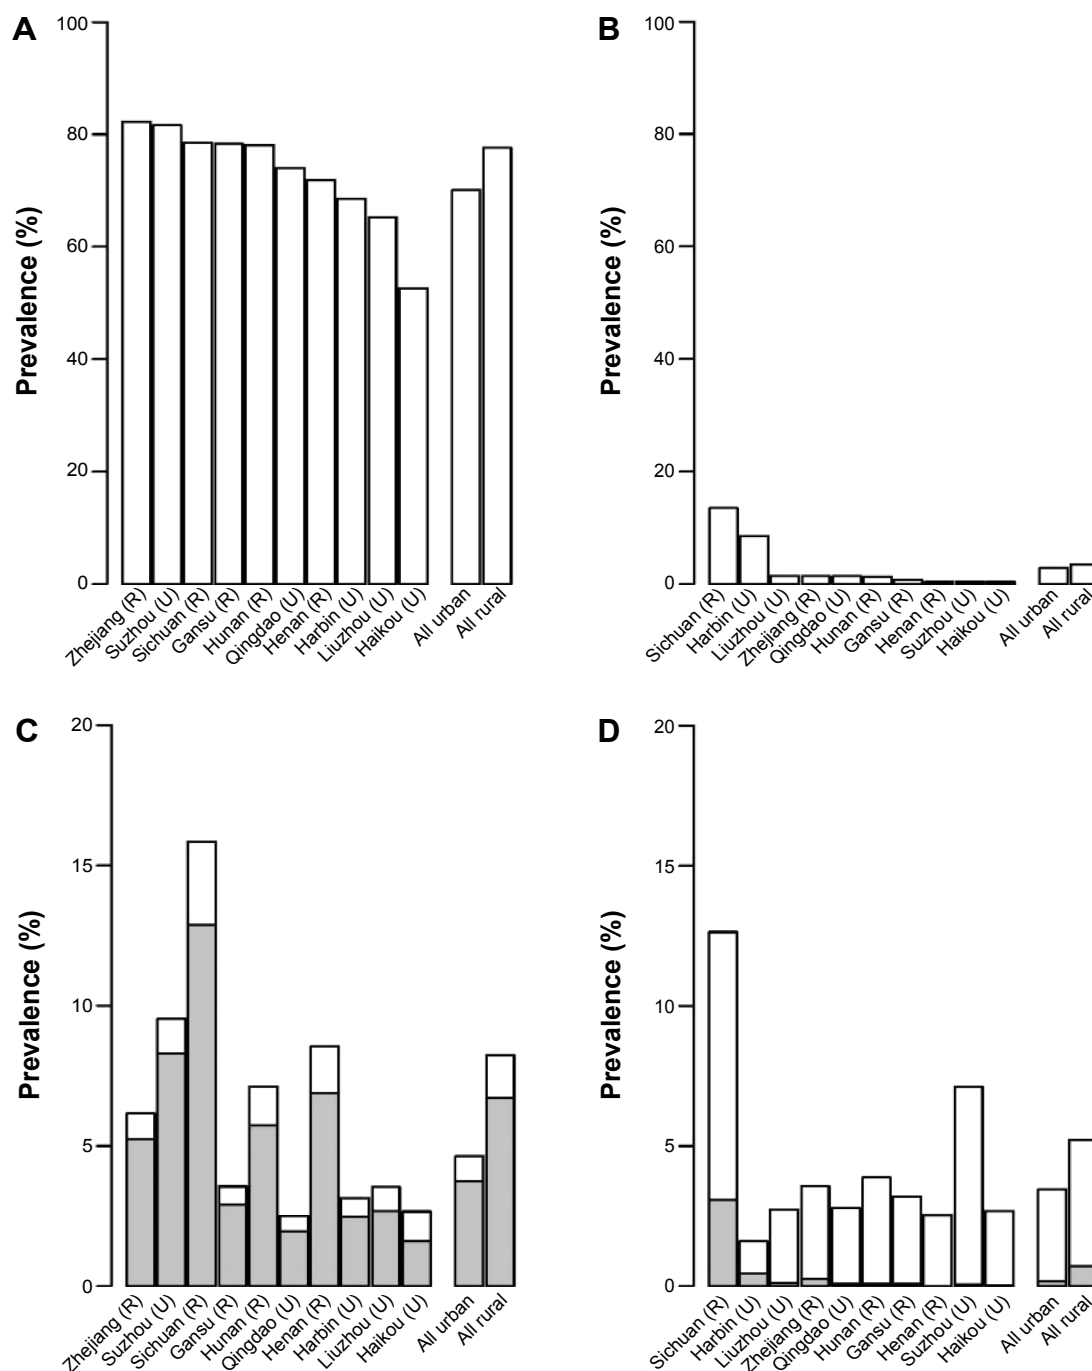 A
Prevalence (%)
100
80
60
40
20
0
Zhejiang (R)
Suzhou (U)
Sichuan (R)
Gansu (R)
Hunan (R)
Qingdao (U)
Henan (R)
Harbin (U)
Liuzhou (U)
Haikou (U)
All urban
All rural
B
Prevalence (%)
100
80
60
40
20
0
Sichuan (R)
Harbin (U)
Liuzhou (U)
Zhejiang (R)
Qingdao (U)
Hunan (R)
Gansu (R)
Henan (R)
Suzhou (U)
Haikou (U)
All urban
All rural
C
Prevalence (%)
20
15
10
5
0
Zhejiang (R)
Suzhou (U)
Sichuan (R)
Gansu (R)
Hunan (R)
Qingdao (U)
Henan (R)
Harbin (U)
Liuzhou (U)
Haikou (U)
All urban
All rural
D
Prevalence (%)
20
15
10
5
0
Sichuan (R)
Harbin (U)
Liuzhou (U)
Zhejiang (R)
Qingdao (U)
Hunan (R)
Gansu (R)
Henan (R)
Suzhou (U)
Haikou (U)
All urban
All rural